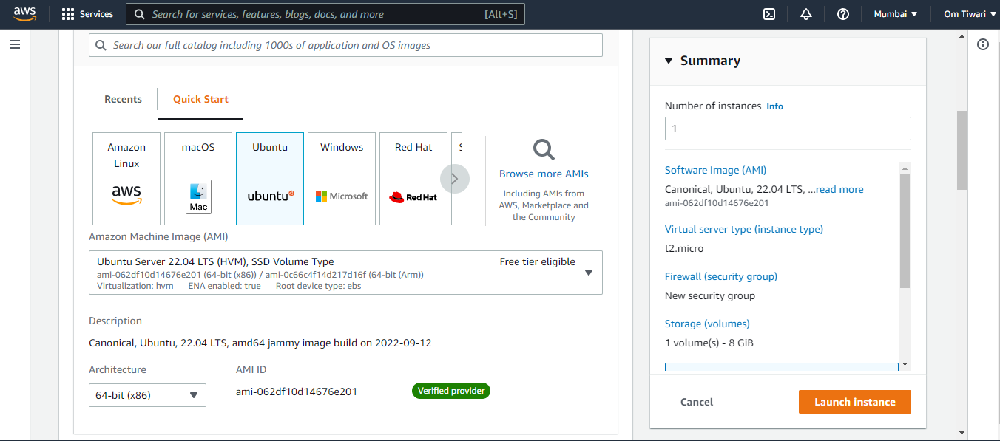 aws
Services
Search for services, features, blogs, docs, and more
[Alt+S]
Mumbai
Om Tiwari
Search our full catalog including 1000s of application and OS images
Recents
Quick Start
Amazon
Linux
aws
macOS
Mac
Ubuntu
ubuntu
Windows
Microsoft
Red Hat
Red Hat
S
Browse more AMIs
Including AMIs from
AWS, Marketplace and
the Community
Amazon Machine Image (AMI)
Ubuntu Server 22.04 LTS (HVM), SSD Volume Type
Free tier eligible
ami-062df10d14676e201 (64-bit (x86)) / ami-0c66c4f14d217d16f (64-bit (Arm))
Virtualization: hvm ENA enabled: true Root device type: ebs
Description
Canonical, Ubuntu, 22.04 LTS, amd64 jammy image build on 2022-09-12
Architecture
64-bit (x86)
AMI ID
ami-062df10d14676e201
Verified provider
Summary
Number of instances Info
1
Software Image (AMI)
Canonical, Ubuntu, 22.04 LTS, ...read more
ami-062df10d14676e201
Virtual server type (instance type)
t2.micro
Firewall (security group)
New security group
Storage (volumes)
1 volume(s) - 8 GiB
Cancel
Launch instance